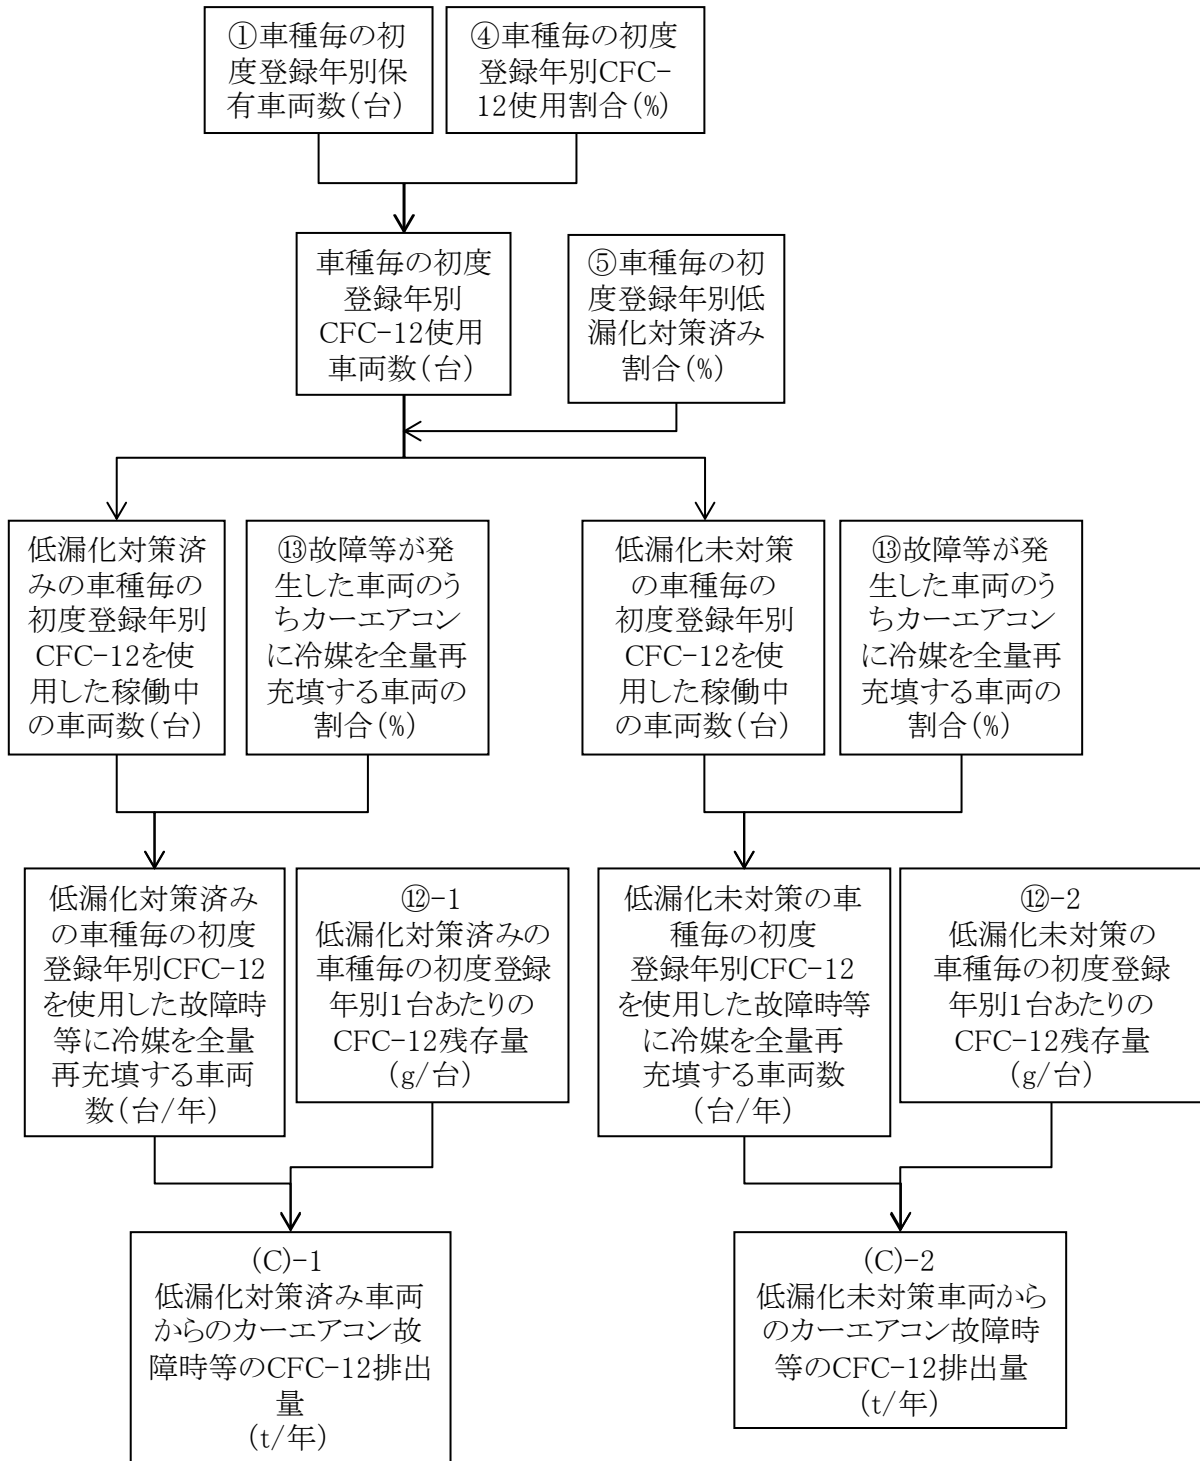 ①車種毎の初
度登録年別保
有車両数(台)
④車種毎の初度
登録年別CFC-
12使用割合(%)
車種毎の初度
登録年別
CFC-12使用
車両数(台)
⑤車種毎の初
度登録年別低
漏化対策済み
割合(%)
低漏化対策済
みの車種毎の
初度登録年別
CFC-12を使
用した稼働中
の車両数(台)
⑬故障等が発
生した車両のう
ちカーエアコン
に冷媒を全量再
充填する車両の
割合(%)
低漏化未対策
の車種毎の
初度登録年別
CFC-12を使
用した稼働中
の車両数(台)
⑬故障等が発
生した車両のう
ちカーエアコン
に冷媒を全量再
充填する車両の
割合(%)
低漏化対策済み
の車種毎の初度
登録年別CFC-12
を使用した故障時
等に冷媒を全量
再充填する車両
数(台/年)
⑫-1
低漏化対策済みの
車種毎の初度登録
年別1台あたりの
CFC-12残存量
(g/台)
低漏化未対策の車
種毎の初度
登録年別CFC-12
を使用した故障時等
に冷媒を全量再
充填する車両数
(台/年)
⑫-2
低漏化未対策の
車種毎の初度登録
年別1台あたりの
CFC-12残存量
(g/台)
(C)-1
低漏化対策済み車両
からのカーエアコン故
障時等のCFC-12排出
量
(t/年)
(C)-2
低漏化未対策車両から
のカーエアコン故障時
等のCFC-12排出量
(t/年)